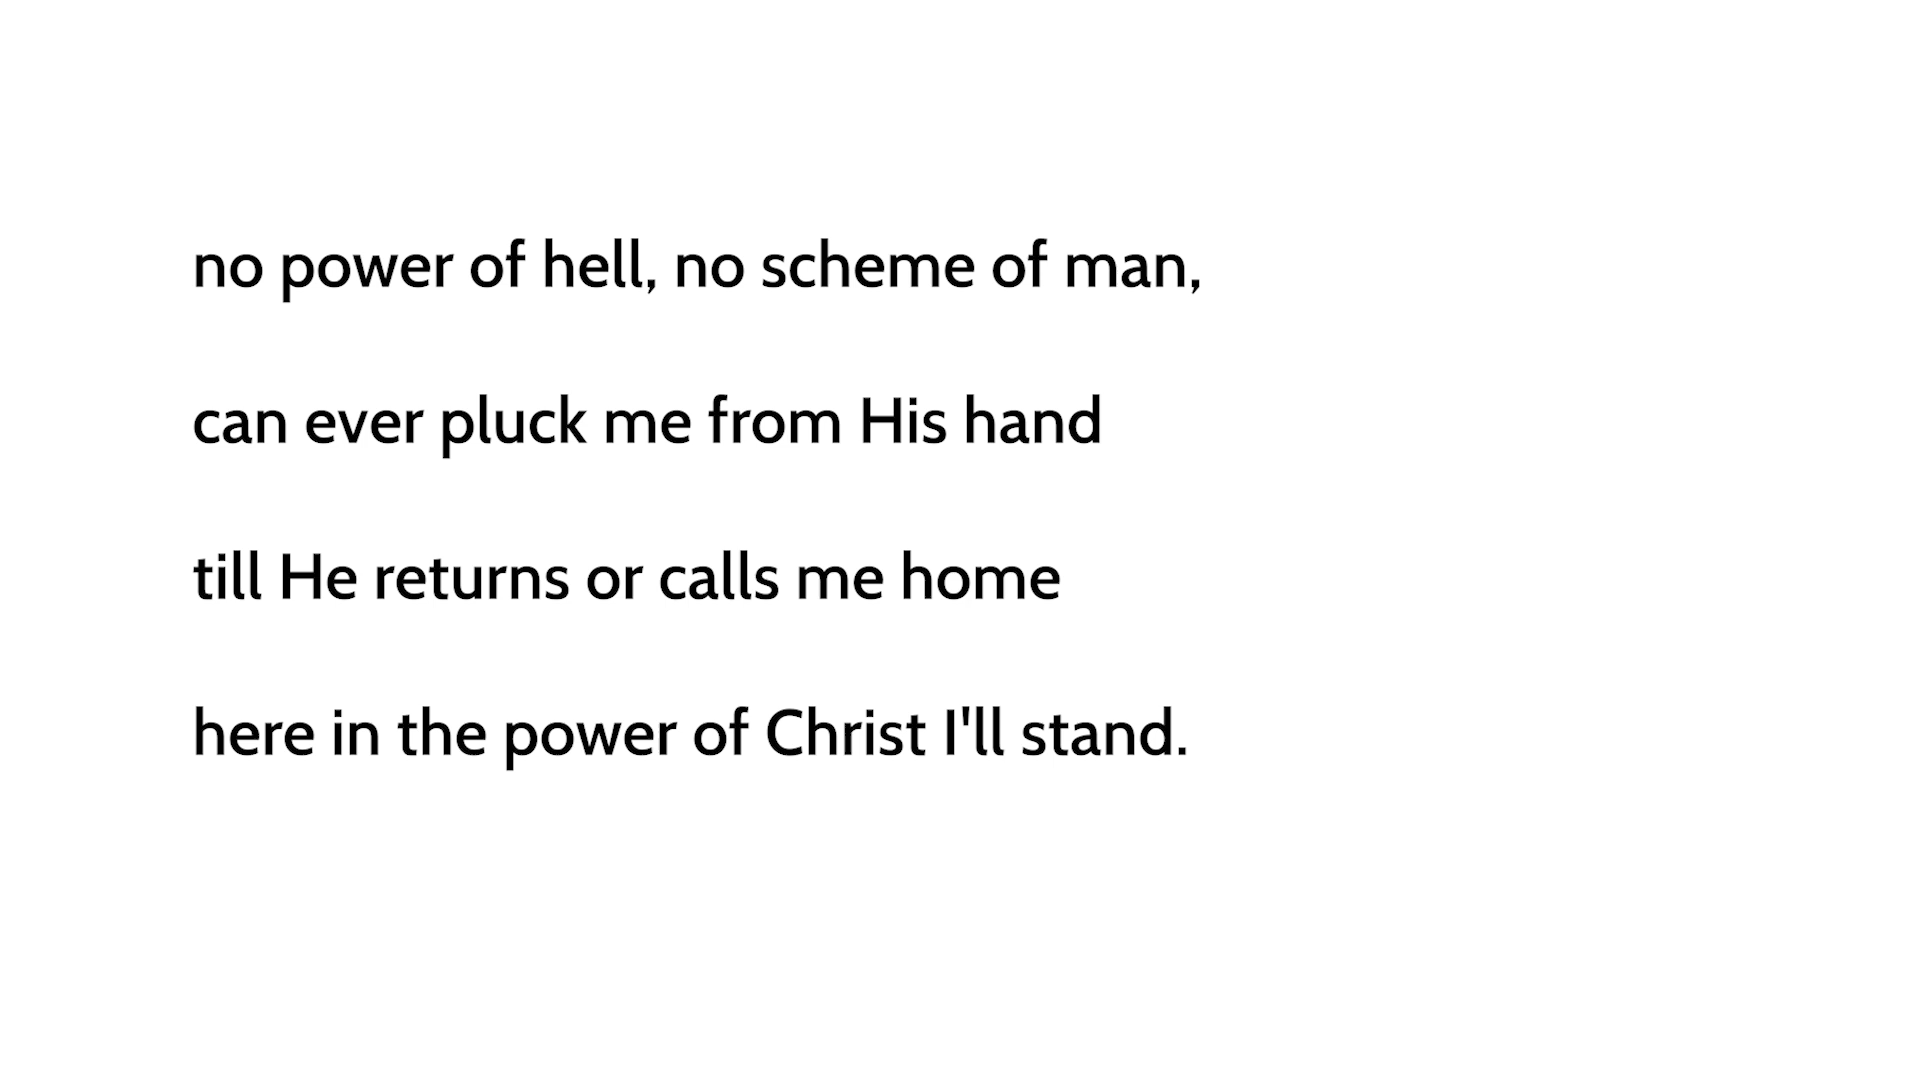 no power of hell, no scheme of man,
can ever pluck me from His hand
till He returns or calls me home
here in the power of Christ I'll stand.